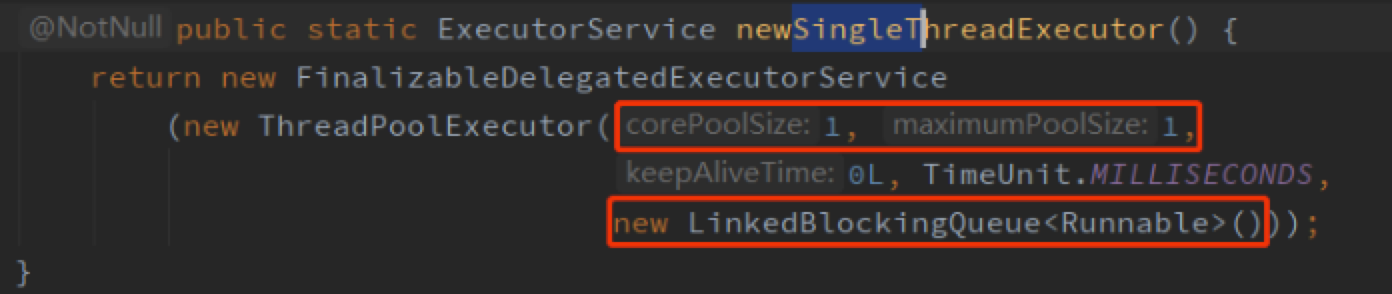 @NotNull public static ExecutorService newSingleThreadExecutor() {
return new FinalizableDelegatedExecutorService
(new ThreadPoolExecutor( corePoolSize: 1, maximumPoolSize: 1,
keepAliveTime: 0L, TimeUnit.MILLISECONDS,
new LinkedBlockingQueue<Runnable>()));
}